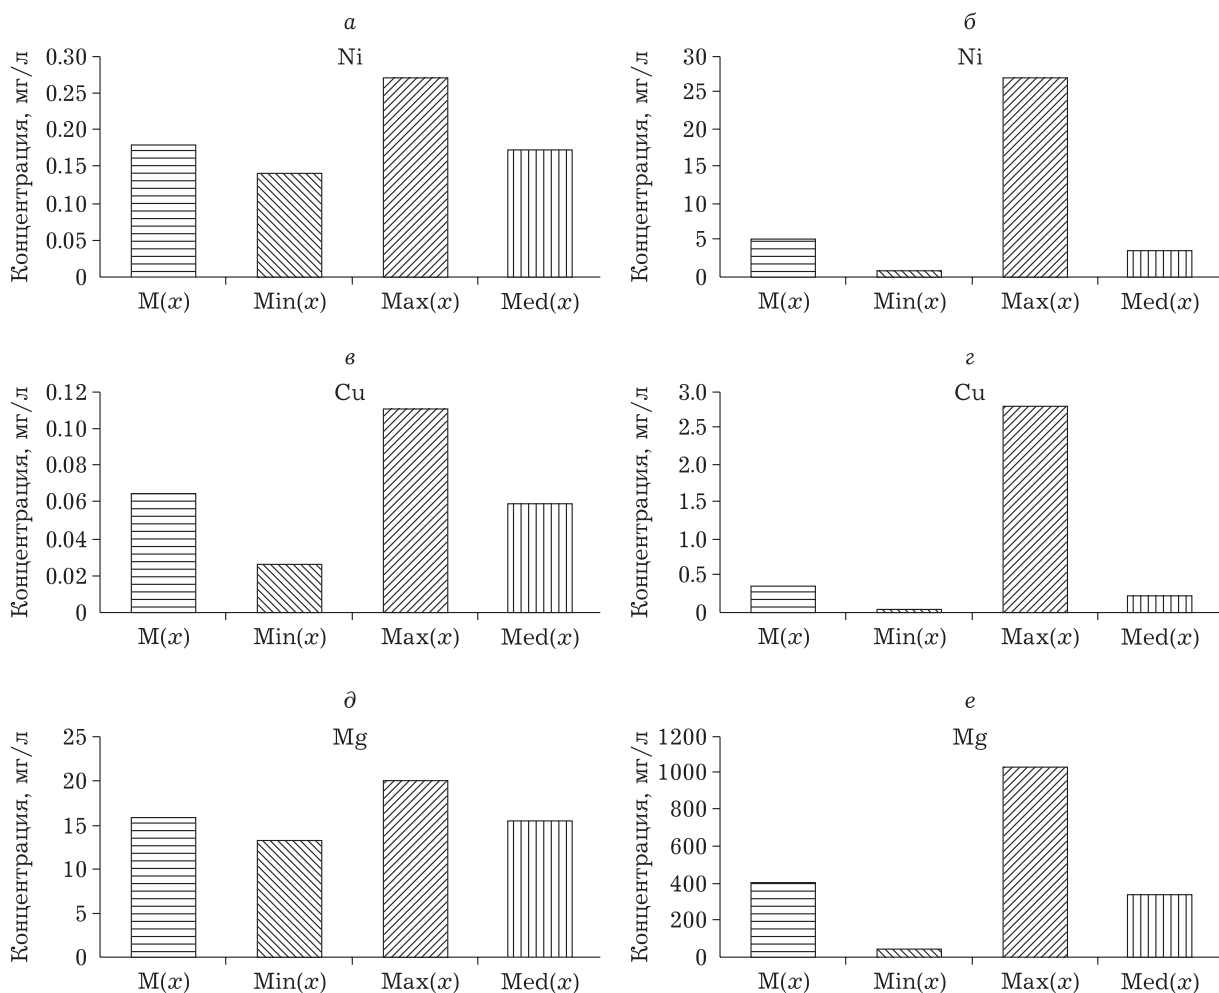 а
Ni
Концентрация, мг/л
0.30
0.25
0.20
0.15
0.10
0.05
0
M(x)
Min(x)
Max(x)
Med(x)
б
Ni
Концентрация, мг/л
30
25
20
15
10
5
0
M(x)
Min(x)
Max(x)
Med(x)
в
Cu
Концентрация, мг/л
0.12
0.10
0.08
0.06
0.04
0.02
0
M(x)
Min(x)
Max(x)
Med(x)
г
Cu
Концентрация, мг/л
3.0
2.5
2.0
1.5
1.0
0.5
0
M(x)
Min(x)
Max(x)
Med(x)
д
Mg
Концентрация, мг/л
25
20
15
10
5
0
M(x)
Min(x)
Max(x)
Med(x)
е
Mg
Концентрация, мг/л
1200
1000
800
600
400
200
0
M(x)
Min(x)
Max(x)
Med(x)